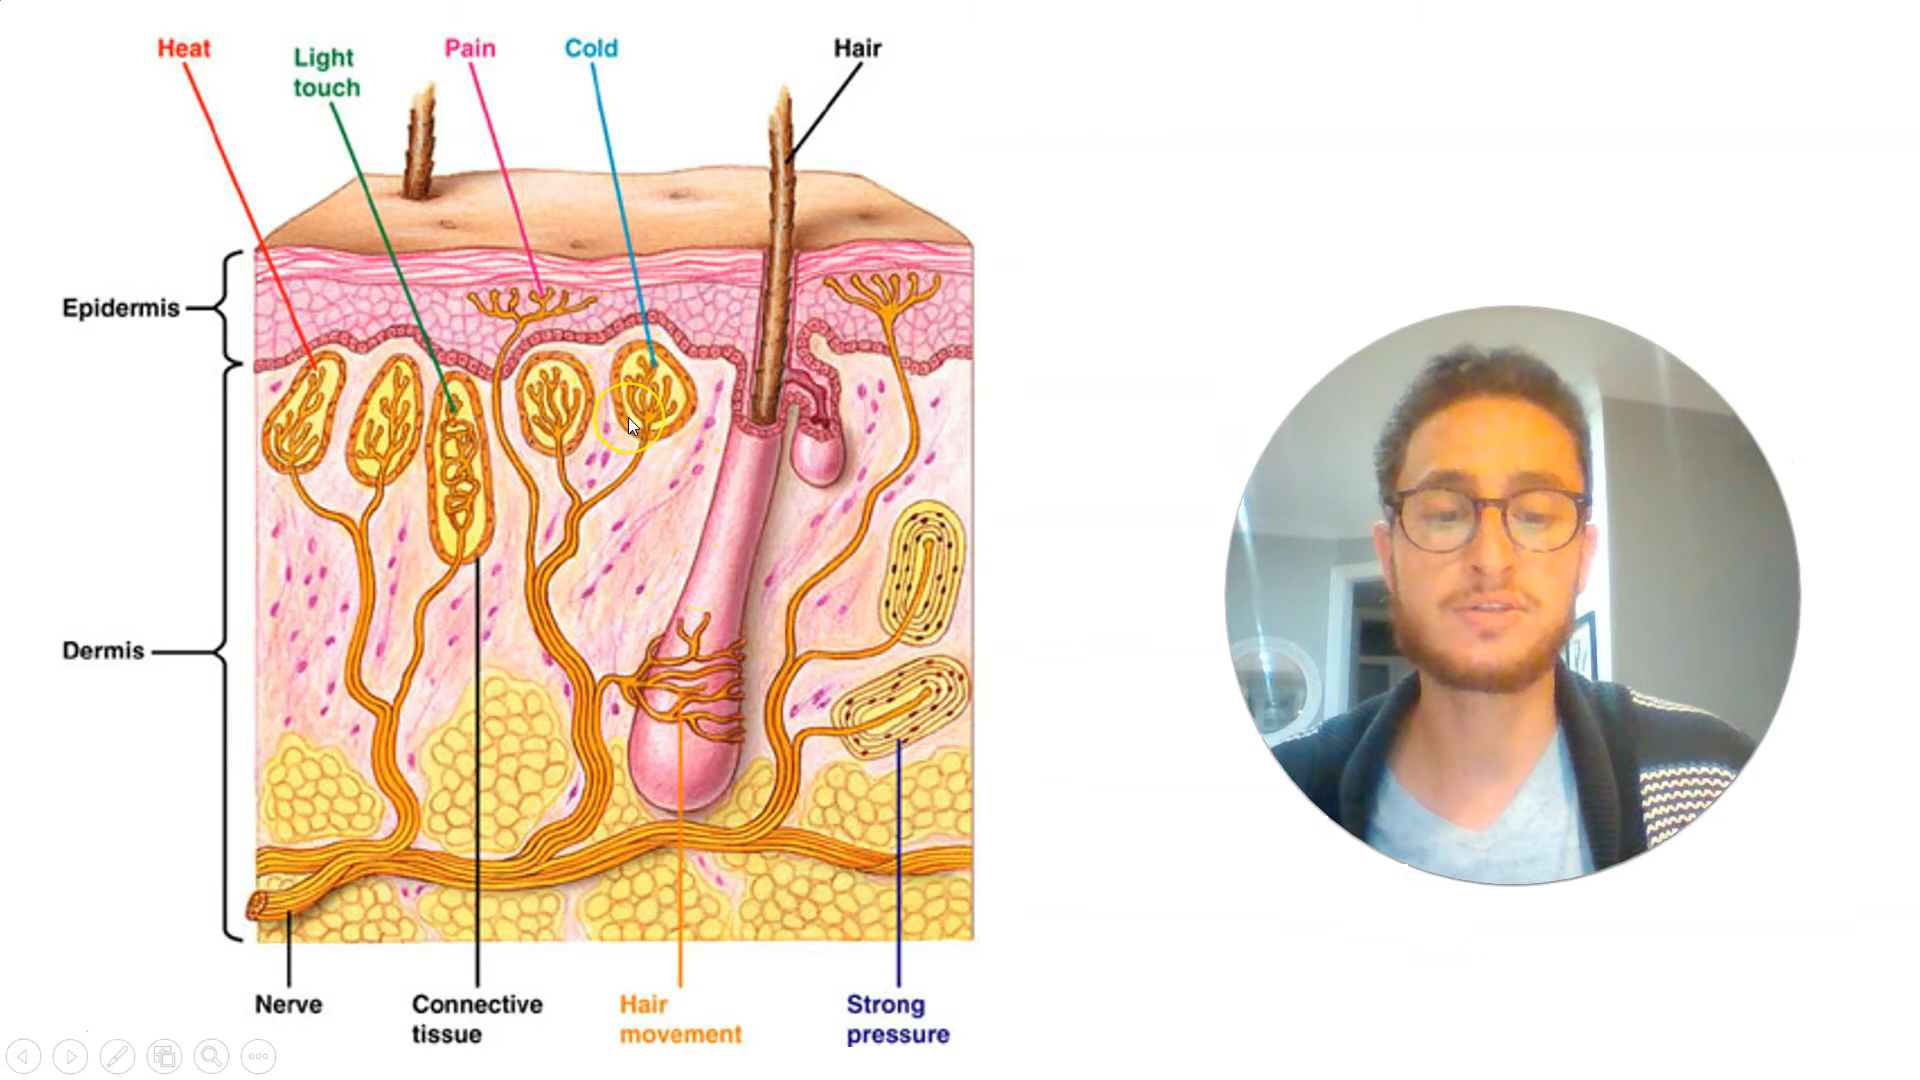 Heat
Light
touch
Pain
Cold
Hair
Epidermis
Dermis
Nerve
Connective
tissue
Hair
movement
Strong
pressure